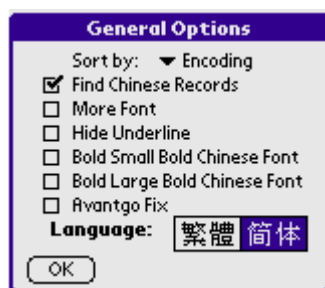 General Options
Sort by: Encoding
Find Chinese Records
More Font
Hide Underline
Bold Small Bold Chinese Font
Bold Large Bold Chinese Font
Avantgo Fix
Language: 繁體 简体
OK